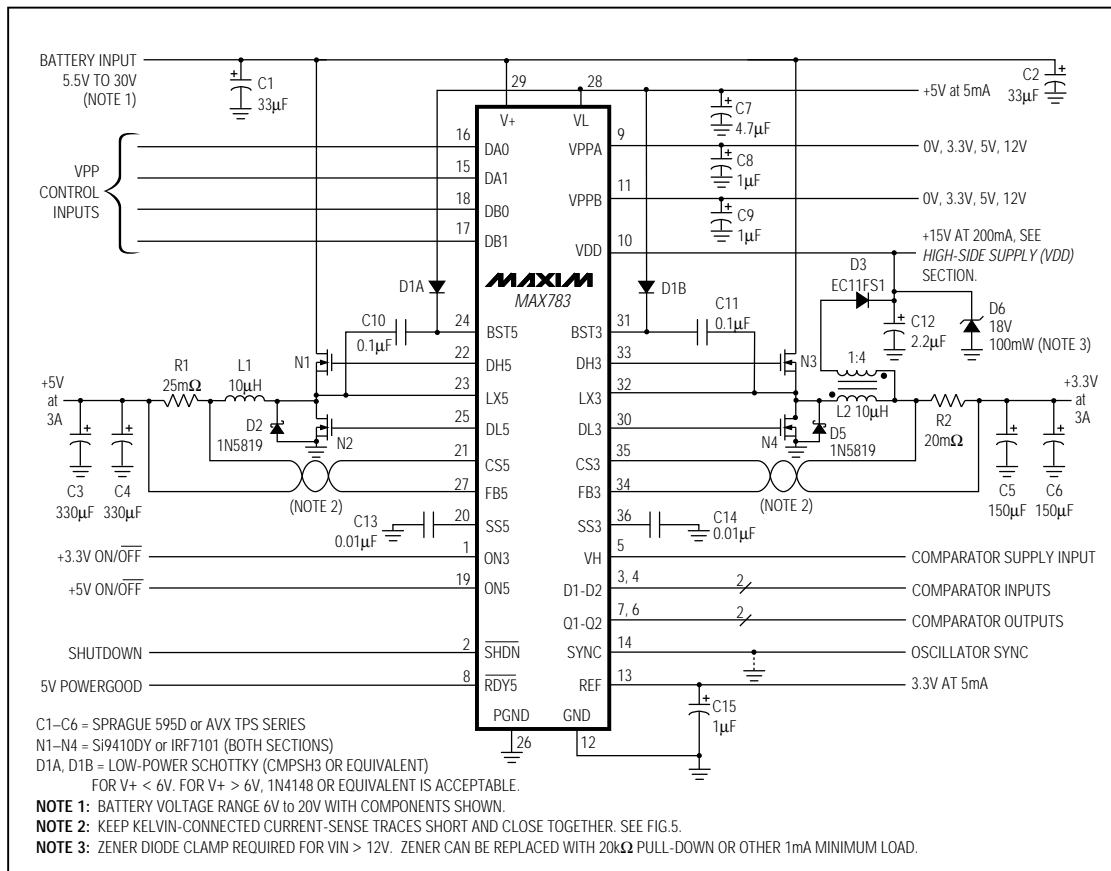 BATTERY INPUT
5.5V TO 30V
(NOTE 1)
C1
33µF
C2
33µF
29
28
V+
VL
+5V at 5mA
C7
4.7µF
VPP
CONTROL
INPUTS
16
DA0
15
DA1
18
DB0
17
DB1
9
VPPA
0V, 3.3V, 5V, 12V
C8
1µF
11
VPPB
0V, 3.3V, 5V, 12V
C9
1µF
10
VDD
+15V AT 200mA, SEE
HIGH-SIDE SUPPLY (VDD)
SECTION.
MAXIM
MAX783
D1A
D1B
D3
EC11FS1
D6
18V
100mW (NOTE 3)
C12
2.2µF
C10
0.1µF
C11
0.1µF
24
BST5
BST3
31
N1
22
DH5
DH3
33
N3
1:4
+5V
at
3A
R1
25mΩ
L1
10µH
23
LX5
LX3
32
L2 10µH
R2
20mΩ
+3.3V
at
3A
D2
1N5819
N2
25
DL5
DL3
30
N4
D5
1N5819
21
CS5
CS3
35
27
FB5
FB3
34
(NOTE 2)
(NOTE 2)
C3
330µF
C4
330µF
C5
150µF
C6
150µF
C13
0.01µF
20
SS5
SS3
36
C14
0.01µF
+3.3V ON/OFF
1
ON3
VH
5
COMPARATOR SUPPLY INPUT
+5V ON/OFF
19
ON5
D1-D2
3, 4
2
COMPARATOR INPUTS
Q1-Q2
7, 6
2
COMPARATOR OUTPUTS
SHUTDOWN
2
SHDN
SYNC
14
OSCILLATOR SYNC
5V POWERGOOD
8
RDY5
REF
13
3.3V AT 5mA
C15
1µF
PGND
GND
26
12
C1–C6 = SPRAGUE 595D or AVX TPS SERIES
N1–N4 = Si9410DY or IRF7101 (BOTH SECTIONS)
D1A, D1B = LOW-POWER SCHOTTKY (CMPSH3 OR EQUIVALENT)
FOR V+ < 6V. FOR V+ > 6V, 1N4148 OR EQUIVALENT IS ACCEPTABLE.
NOTE 1: BATTERY VOLTAGE RANGE 6V to 20V WITH COMPONENTS SHOWN.
NOTE 2: KEEP KELVIN-CONNECTED CURRENT-SENSE TRACES SHORT AND CLOSE TOGETHER. SEE FIG.5.
NOTE 3: ZENER DIODE CLAMP REQUIRED FOR VIN > 12V. ZENER CAN BE REPLACED WITH 20kΩ PULL-DOWN OR OTHER 1mA MINIMUM LOAD.